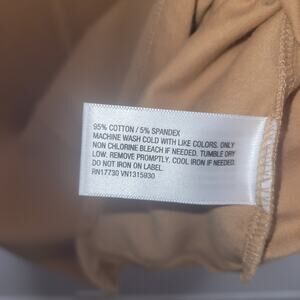 95% COTTON / 5% SPANDEX
MACHINE WASH COLD WITH LIKE COLORS. ONLY
NON CHLORINE BLEACH IF NEEDED. TUMBLE DRY
LOW. REMOVE PROMPTLY. COOL IRON IF NEEDED.
DO NOT IRON ON LABEL.
RN17730 VN1315930